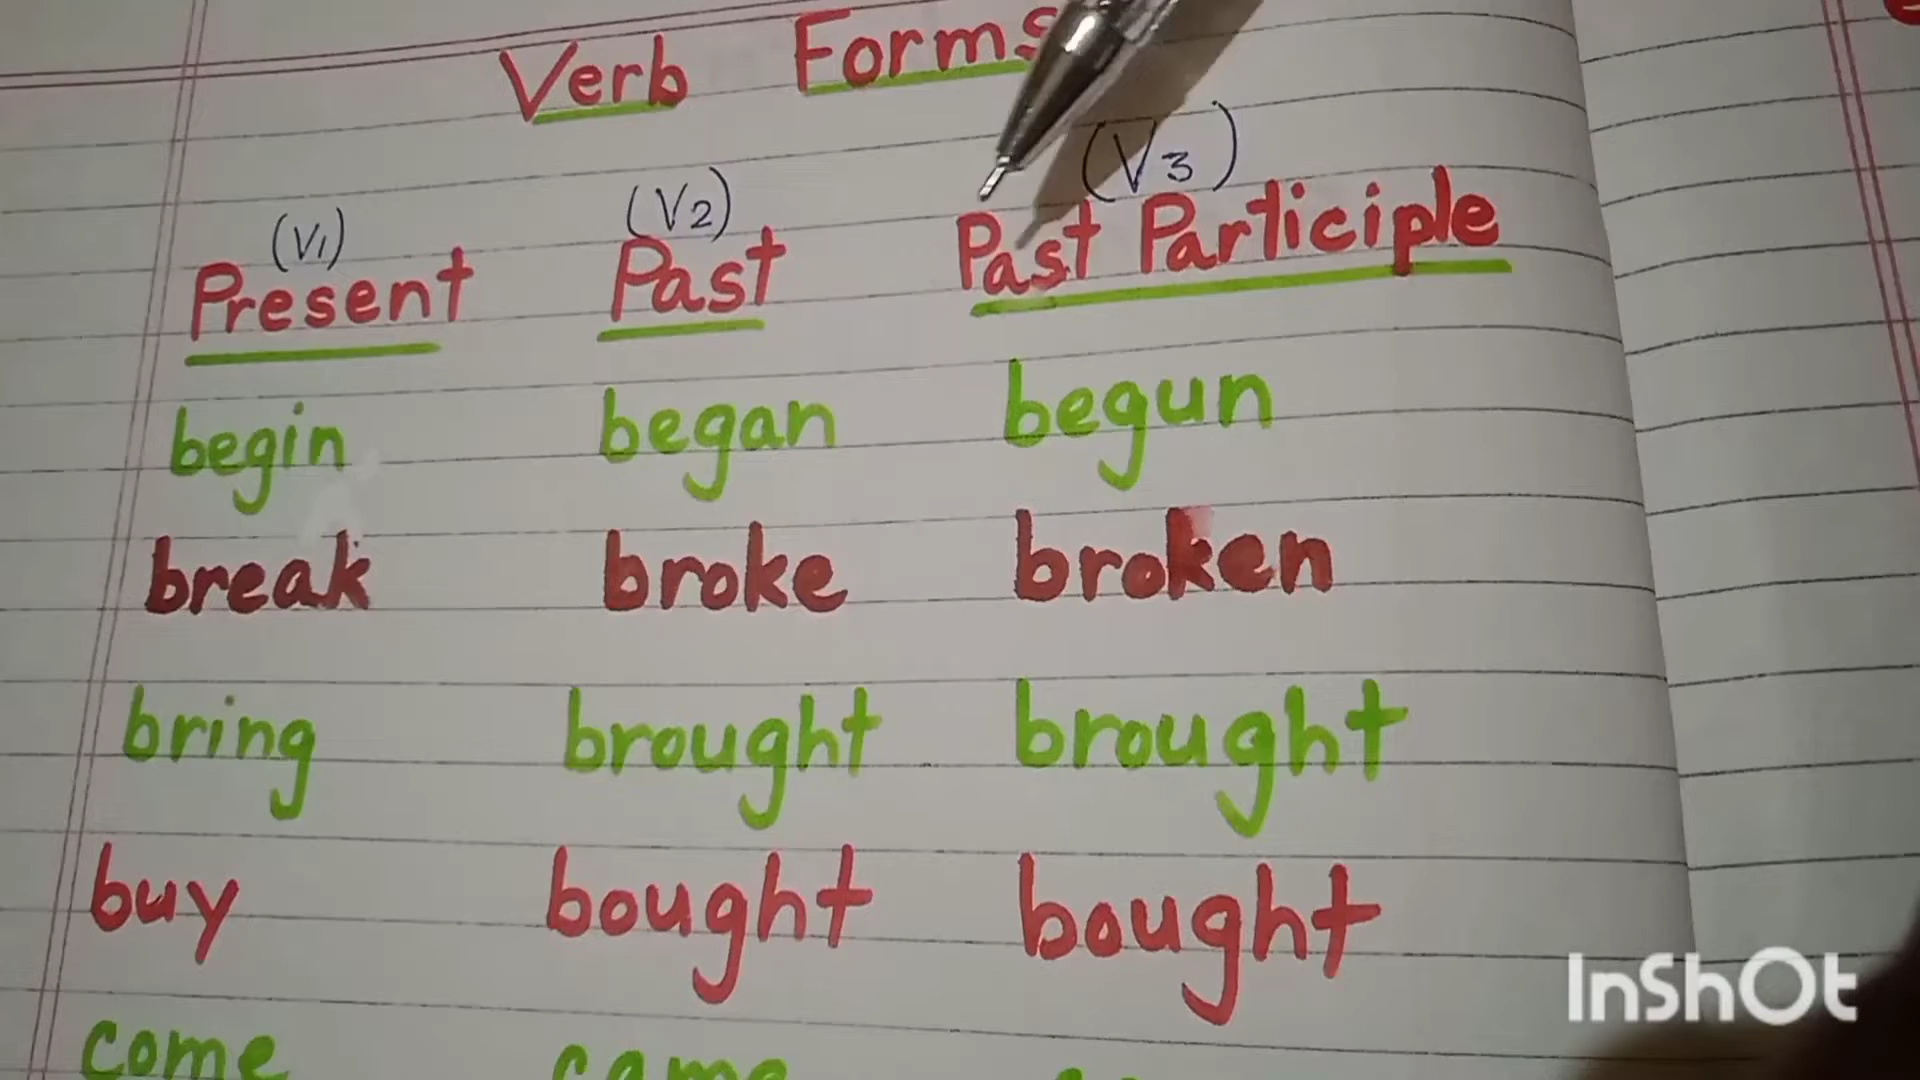 Verb Forms
(V1) (V2) (V3)
Present Past Past Participle
begin began begun
break broke broken
bring brought brought
buy bought bought
come came
InShOt